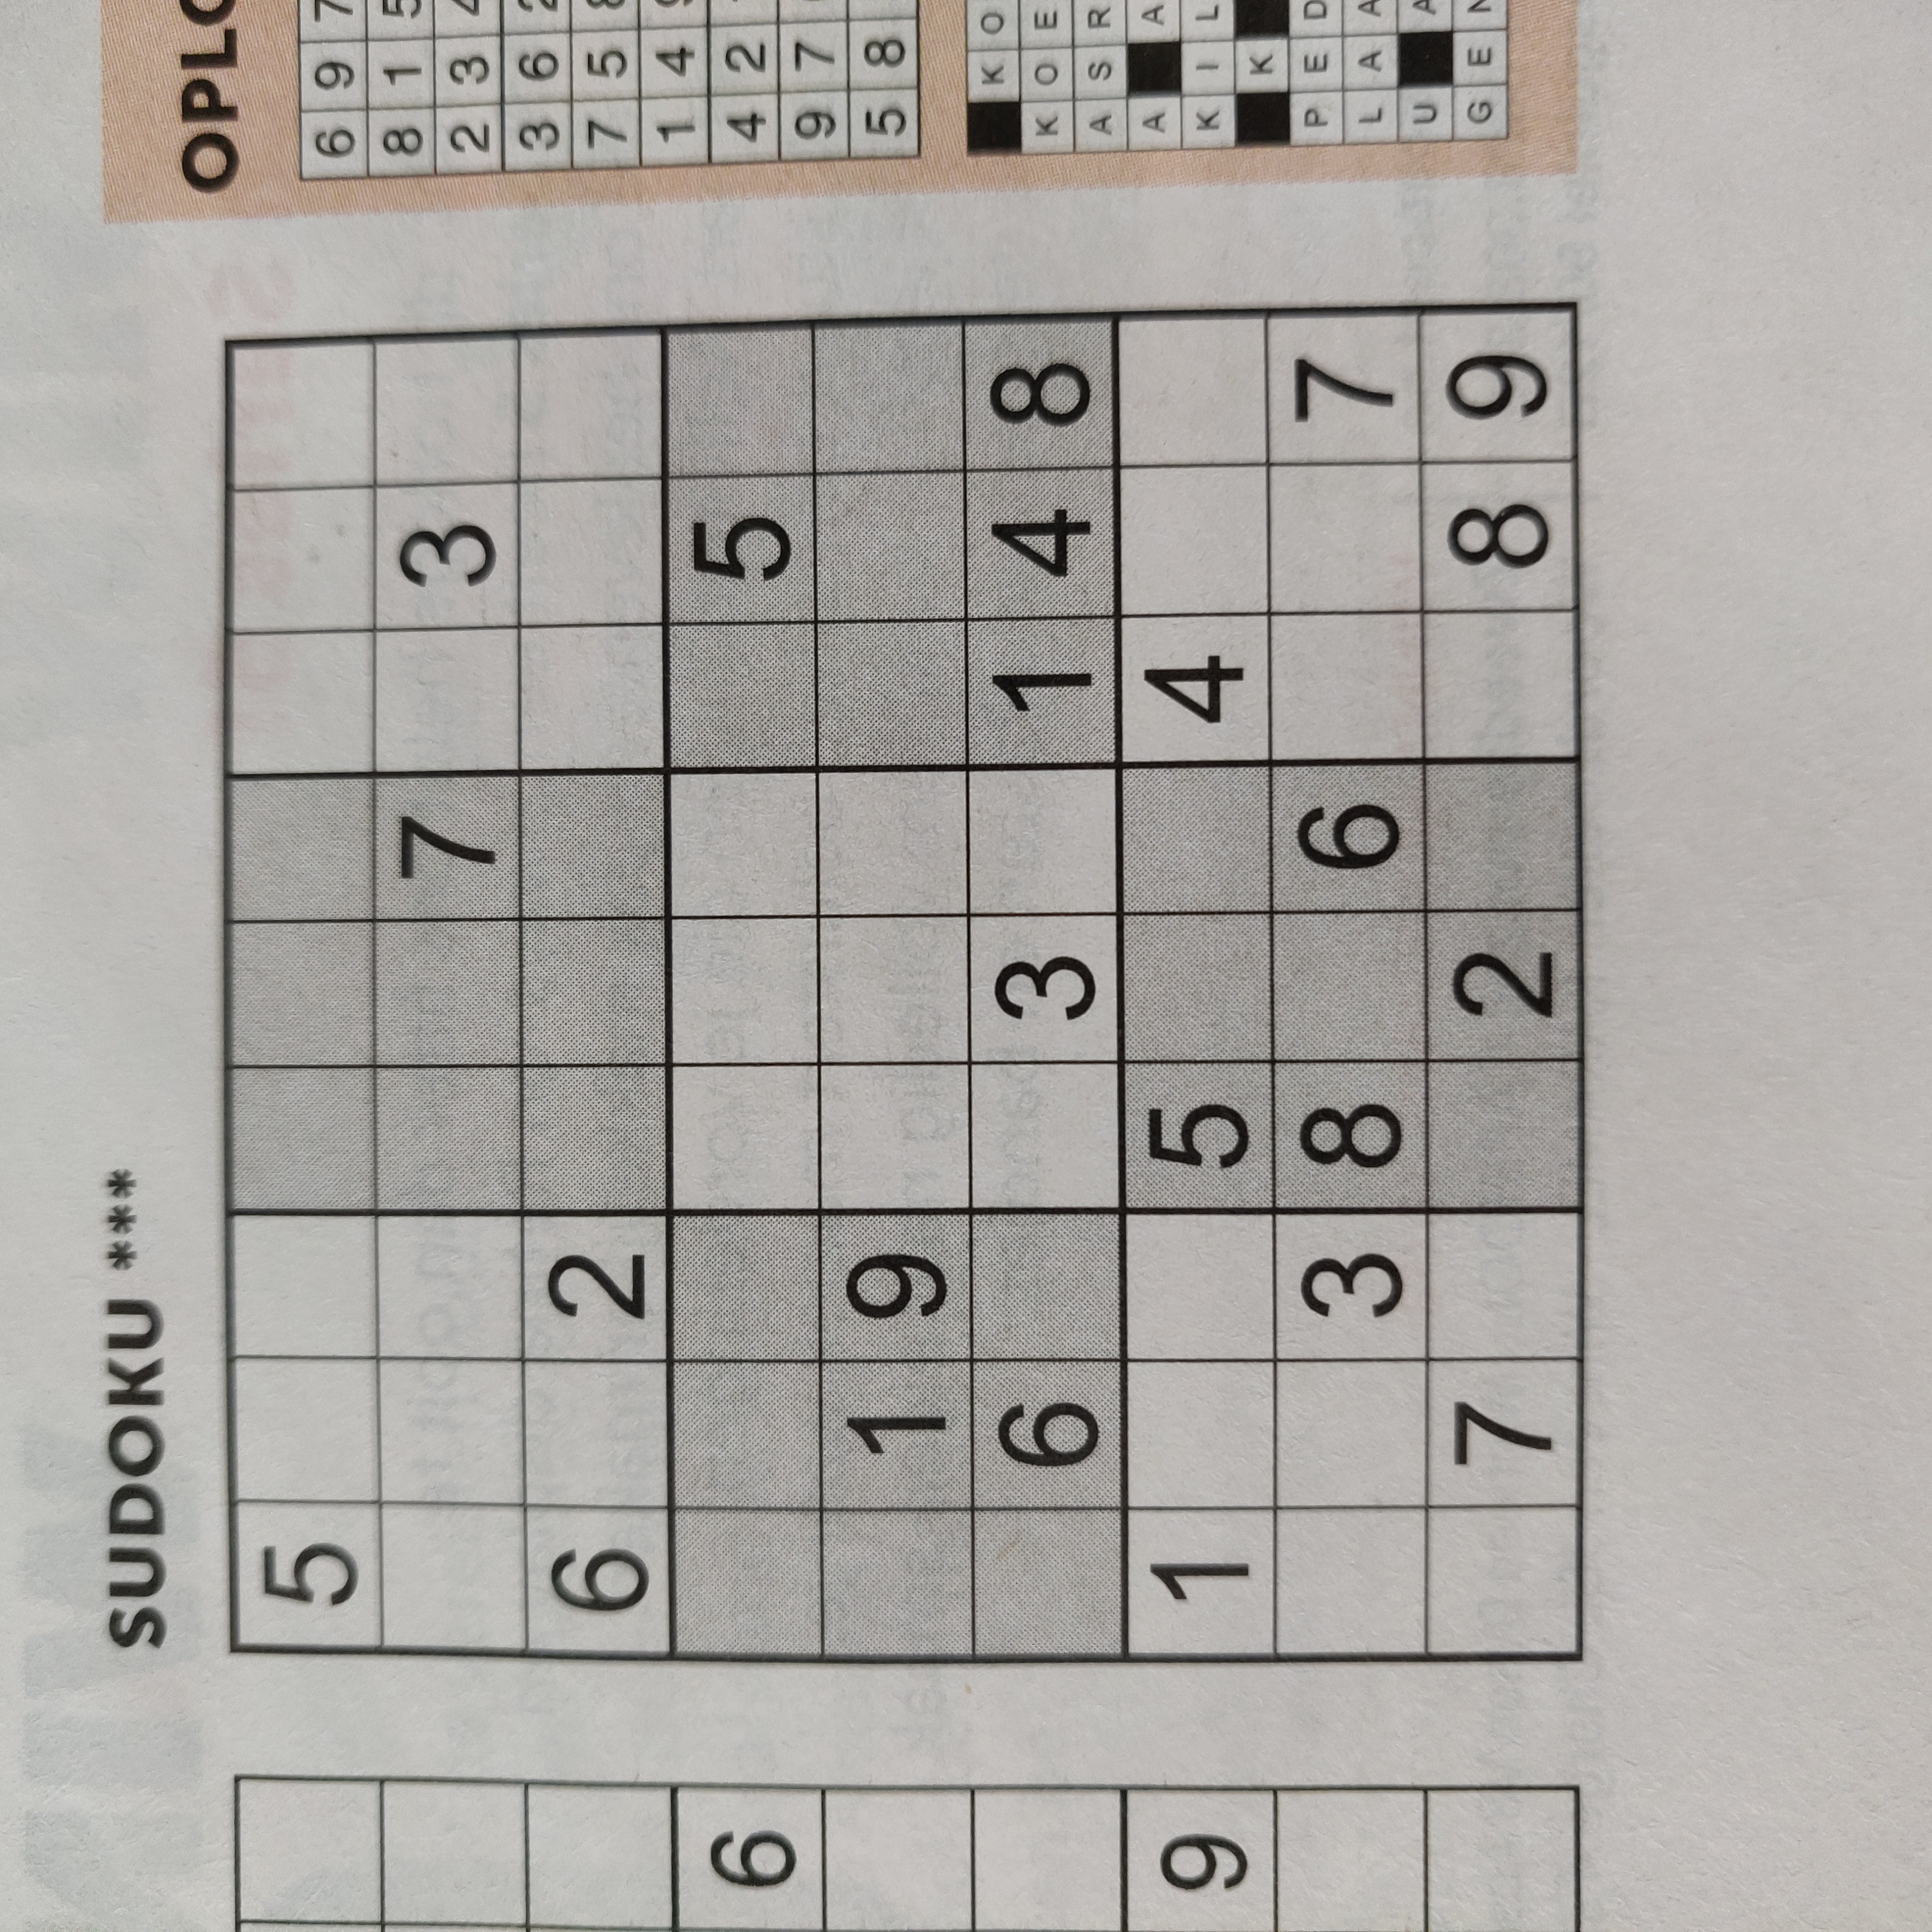 SUDOKU ***
5
7 3
6 2
5
1 9
6 3 1 4 8
1 5 4
3 8 6 7
7 2 8 9
6
9
OPLO
6 9 7
8 1 5
2 3 4
3 6 2
7 5 8
1 4 9
4 2
9 7
5 8
K O
K O E
A S R
A A
K I L
K
P E D
L A A
U A
G E N